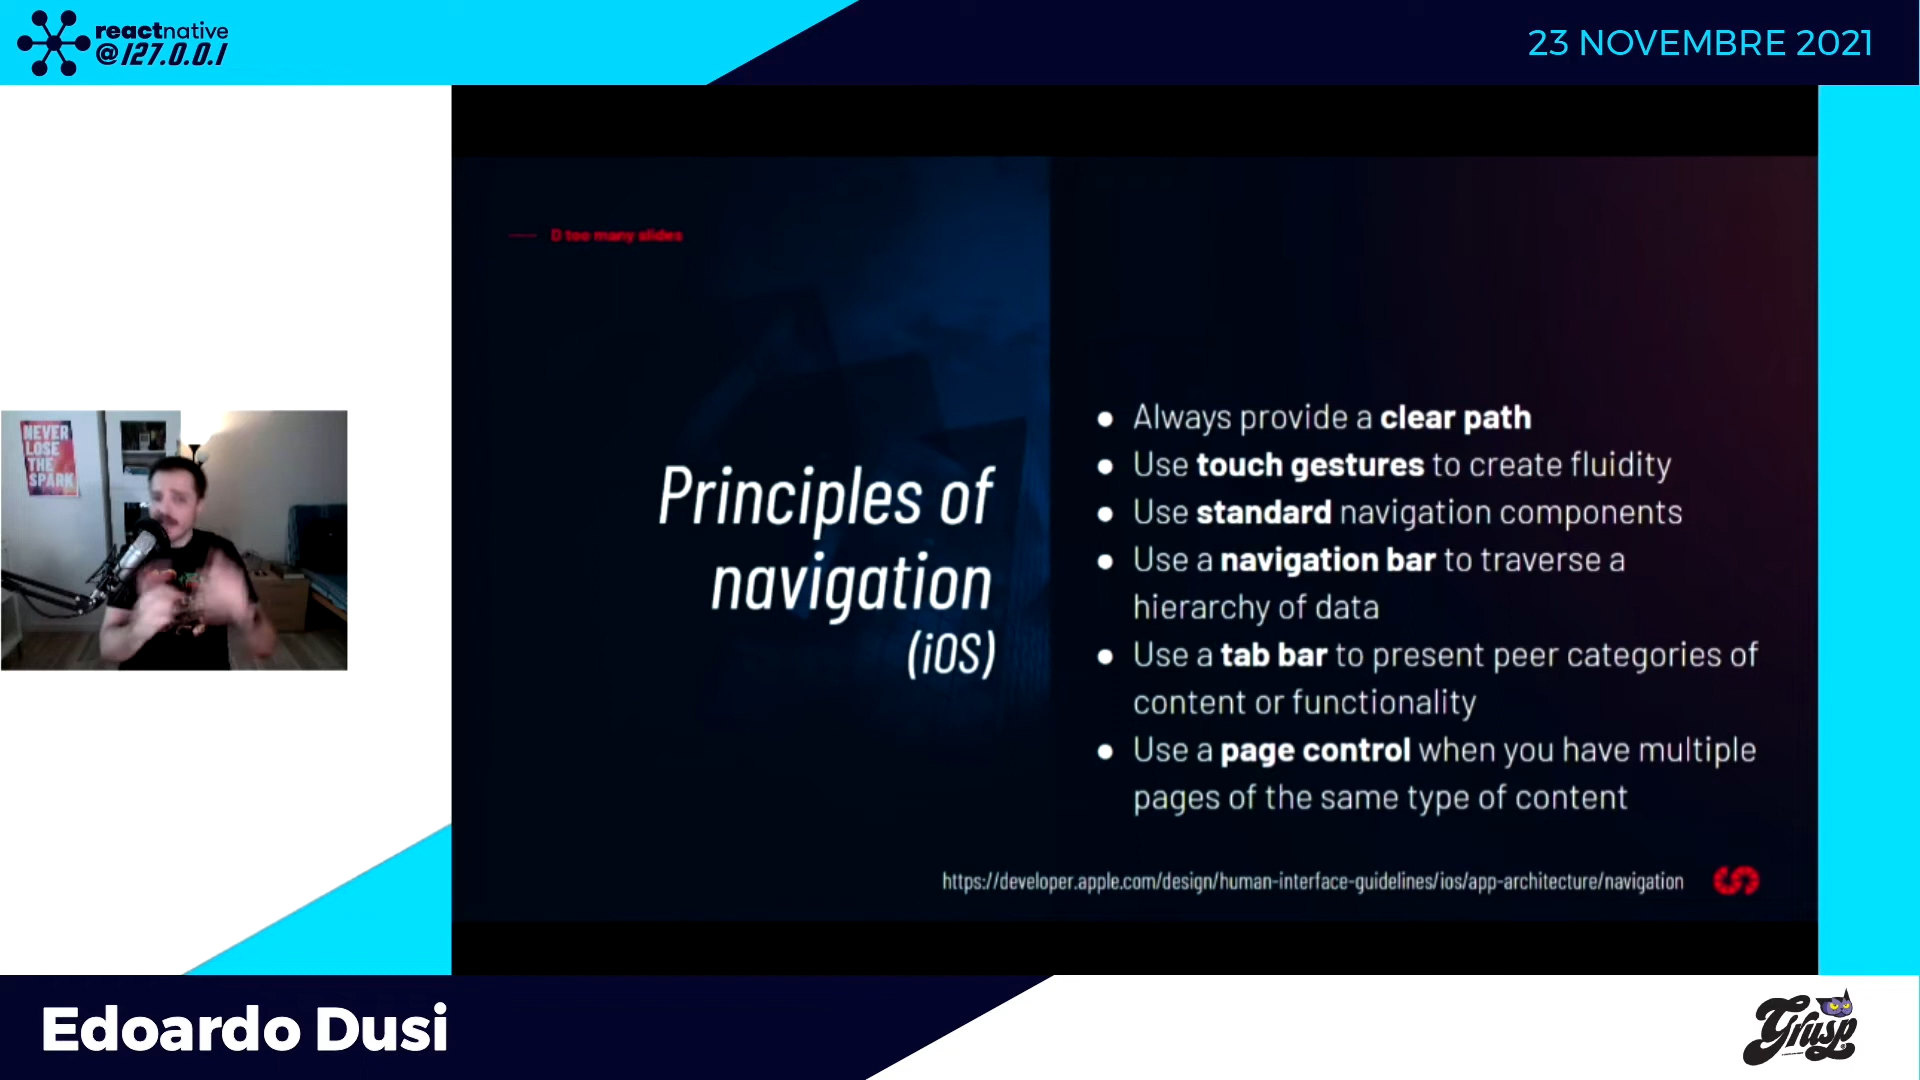 reactnative
@127.0.0.1
23 NOVEMBRE 2021
NEVER
LOSE
THE
SPARK
D too many slides
Principles of
navigation
(iOS)
● Always provide a clear path
● Use touch gestures to create fluidity
● Use standard navigation components
● Use a navigation bar to traverse a
hierarchy of data
● Use a tab bar to present peer categories of
content or functionality
● Use a page control when you have multiple
pages of the same type of content
https://developer.apple.com/design/human-interface-guidelines/ios/app-architecture/navigation
Edoardo Dusi
Grusp